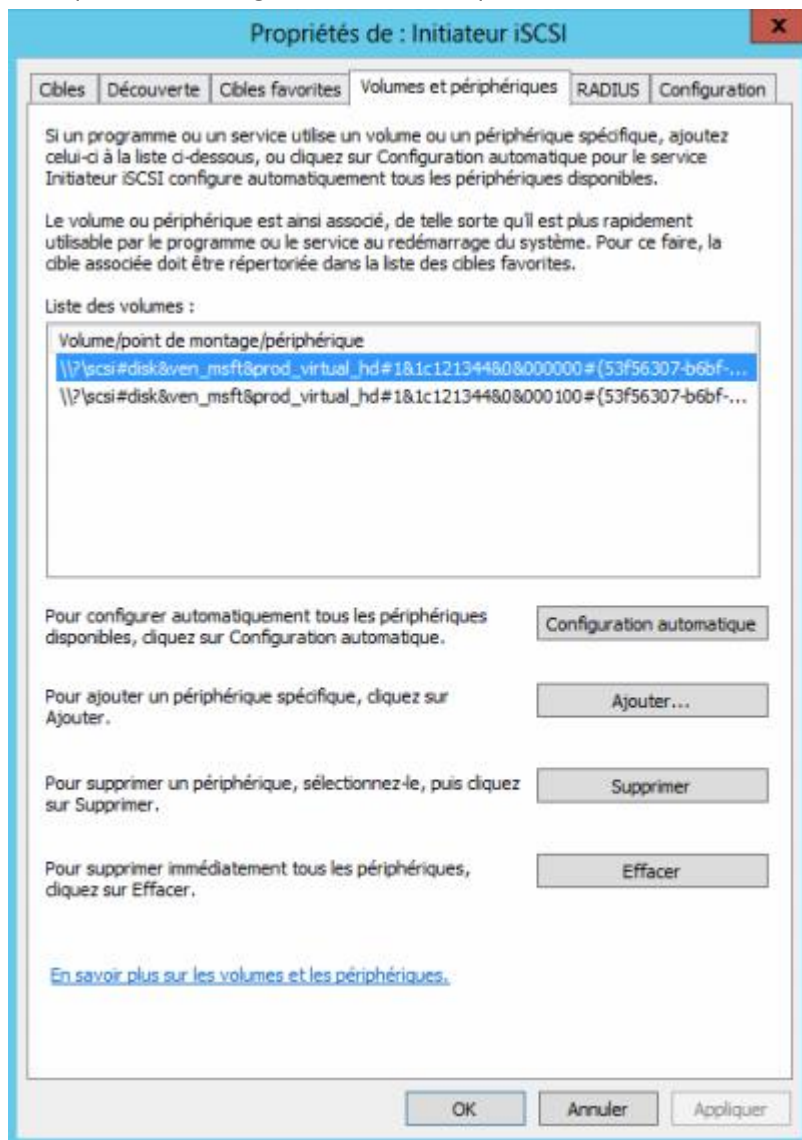 Propriétés de : Initiateur iSCSI
x
Cibles Découverte Cibles favorites Volumes et périphériques RADIUS Configuration
Si un programme ou un service utilise un volume ou un périphérique spécifique, ajoutez
celui-ci à la liste ci-dessous, ou cliquez sur Configuration automatique pour le service
Initiateur iSCSI configure automatiquement tous les périphériques disponibles.
Le volume ou périphérique est ainsi associé, de telle sorte qu'il est plus rapidement
utilisable par le programme ou le service au redémarrage du système. Pour ce faire, la
cible associée doit être répertoriée dans la liste des cibles favorites.
Liste des volumes :
Volume/point de montage/périphérique
\\?\scsi#disk&ven_msft&prod_virtual_hd#1&1c121344&0&000000#{53f56307-b6bf-...
\\?\scsi#disk&ven_msft&prod_virtual_hd#1&1c121344&0&000100#{53f56307-b6bf-...
Pour configurer automatiquement tous les périphériques
disponibles, cliquez sur Configuration automatique.
Configuration automatique
Pour ajouter un périphérique spécifique, cliquez sur
Ajouter.
Ajouter...
Pour supprimer un périphérique, sélectionnez-le, puis cliquez
sur Supprimer.
Supprimer
Pour supprimer immédiatement tous les périphériques,
cliquez sur Effacer.
Effacer
En savoir plus sur les volumes et les périphériques.
OK Annuler Appliquer